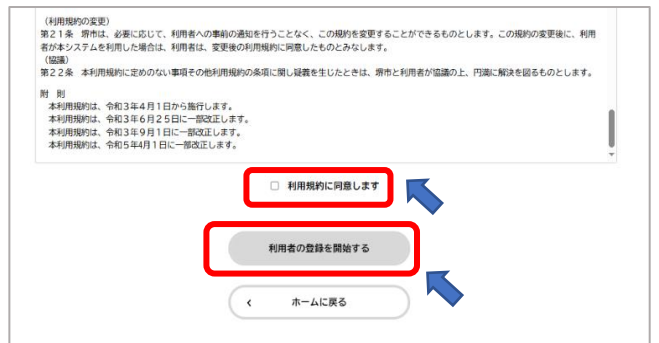 （利用規約の変更）
第２１条　堺市は、必要に応じて、利用者への事前の通知を行うことなく、この規約を変更することができるものとします。この規約の変更後に、利用
者が本システムを利用した場合は、利用者は、変更後の利用規約に同意したものとみなします。
（協議）
第２２条　本利用規約に定めのない事項その他利用規約の条項に関し疑義を生じたときは、堺市と利用者が協議の上、円満に解決を図るものとします。
附　則
本利用規約は、令和３年４月１日から施行します。
本利用規約は、令和３年６月２５日に一部改正します。
本利用規約は、令和３年９月１日に一部改正します。
本利用規約は、令和５年4月１日に一部改正します。
利用規約に同意します
利用者の登録を開始する
ホームに戻る